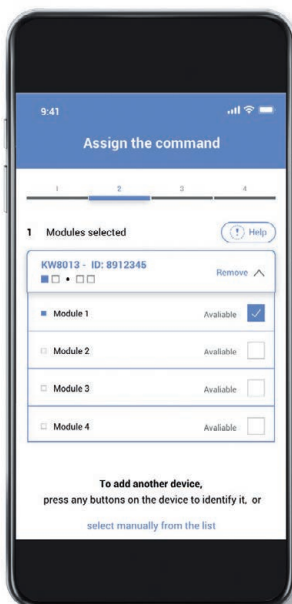 9:41
Assign the command
1 2 3 4
1 Modules selected Help
KW8013 - ID: 8912345
Remove
Module 1 Avaliable
Module 2 Avaliable
Module 3 Avaliable
Module 4 Avaliable
To add another device,
press any buttons on the device to identify it, or
select manually from the list